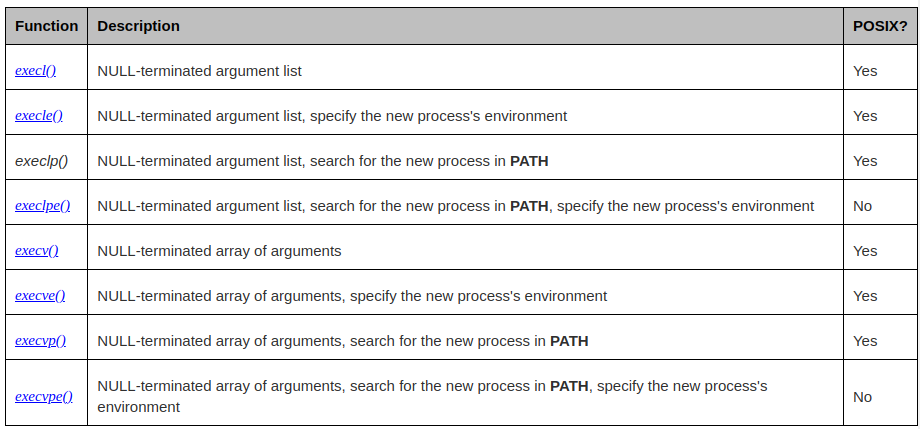 Function Description POSIX?
execl() NULL-terminated argument list Yes
execle() NULL-terminated argument list, specify the new process's environment Yes
execlp() NULL-terminated argument list, search for the new process in PATH Yes
execlpe() NULL-terminated argument list, search for the new process in PATH, specify the new process's environment No
execv() NULL-terminated array of arguments Yes
execve() NULL-terminated array of arguments, specify the new process's environment Yes
execvp() NULL-terminated array of arguments, search for the new process in PATH Yes
execvpe() NULL-terminated array of arguments, search for the new process in PATH, specify the new process's
environment No